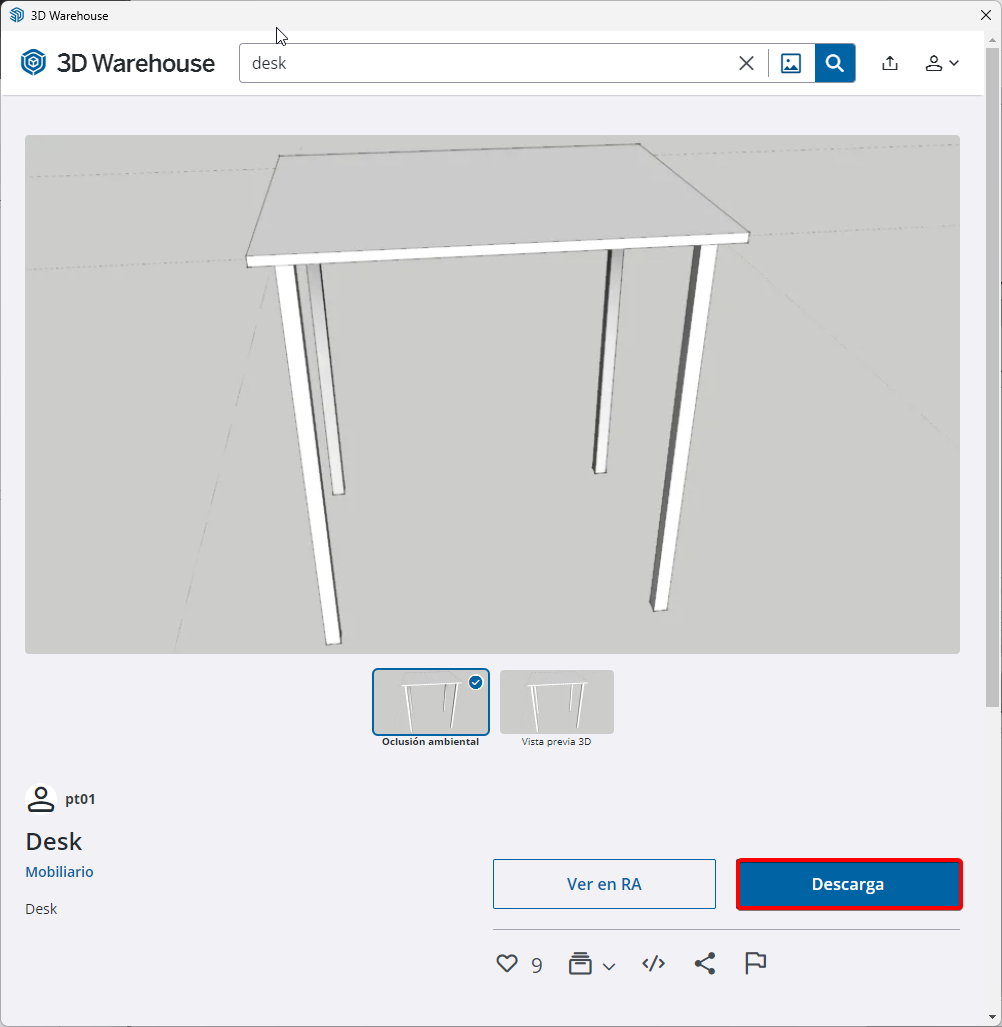 3D Warehouse
3D Warehouse
desk
Oclusión ambiental
Vista previa 3D
pt01
Desk
Mobiliario
Desk
Ver en RA
Descarga
9